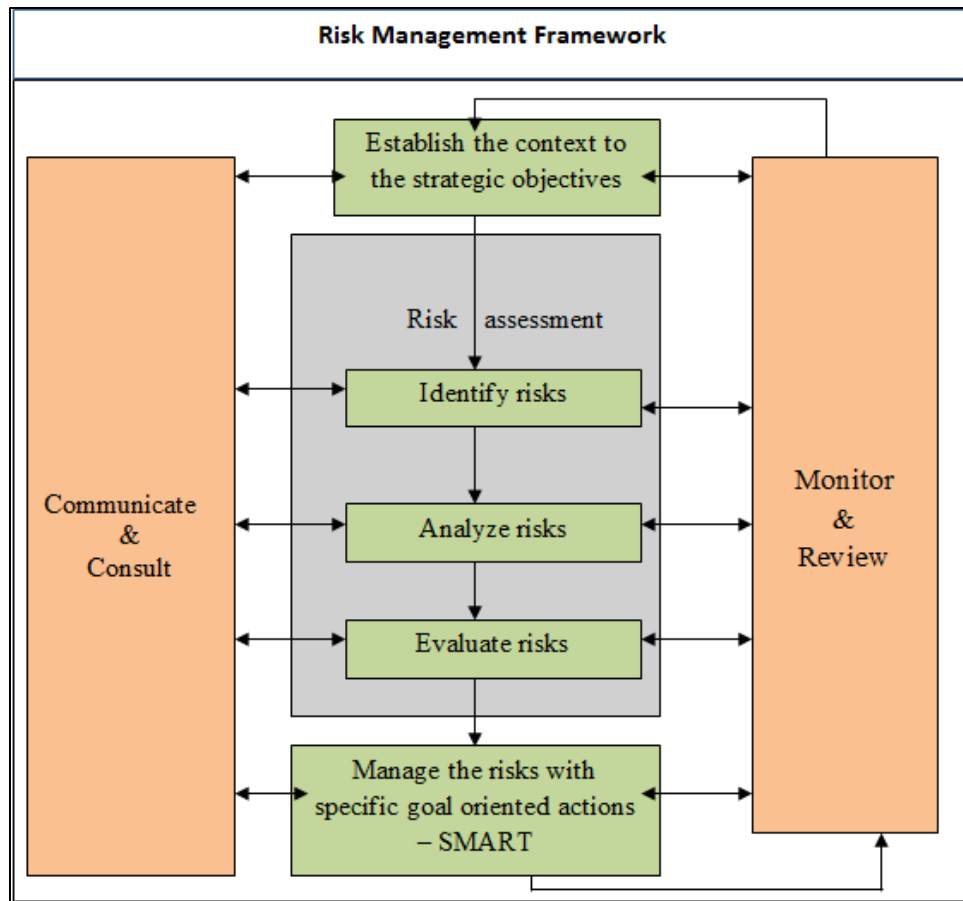 Risk Management Framework
Establish the context to
the strategic objectives
Risk assessment
Identify risks
Analyze risks
Evaluate risks
Manage the risks with
specific goal oriented actions
– SMART
Communicate
&
Consult
Monitor
&
Review